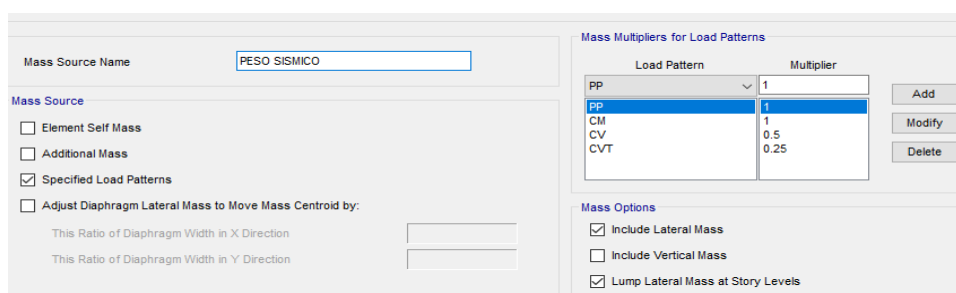 Mass Source Name
PESO SISMICO
Mass Source
Element Self Mass
Additional Mass
Specified Load Patterns
Adjust Diaphragm Lateral Mass to Move Mass Centroid by:
This Ratio of Diaphragm Width in X Direction
This Ratio of Diaphragm Width in Y Direction
Mass Multipliers for Load Patterns
Load Pattern Multiplier
PP 1
PP 1
CM 1
CV 0.5
CVT 0.25
Add
Modify
Delete
Mass Options
Include Lateral Mass
Include Vertical Mass
Lump Lateral Mass at Story Levels